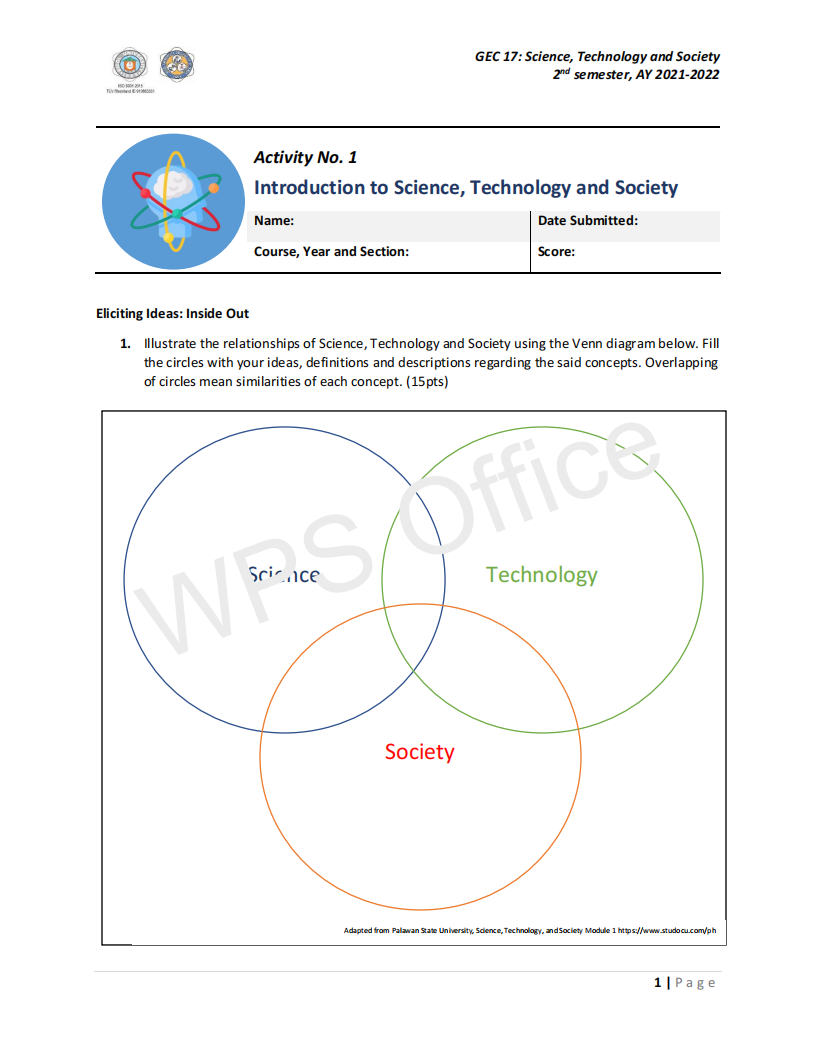 GEC 17: Science, Technology and Society
2nd semester, AY 2021-2022
ISO 9001:2015
Activity No. 1
Introduction to Science, Technology and Society
Name:
Date Submitted:
Course, Year and Section:
Score:
Eliciting Ideas: Inside Out
1. Illustrate the relationships of Science, Technology and Society using the Venn diagram below. Fill
the circles with your ideas, definitions and descriptions regarding the said concepts. Overlapping
of circles mean similarities of each concept. (15pts)
WPS Office
Science
Technology
Society
Adapted from Palawan State University, Science, Technology, and Society Module 1 https://www.studocu.com/ph
1 | Page